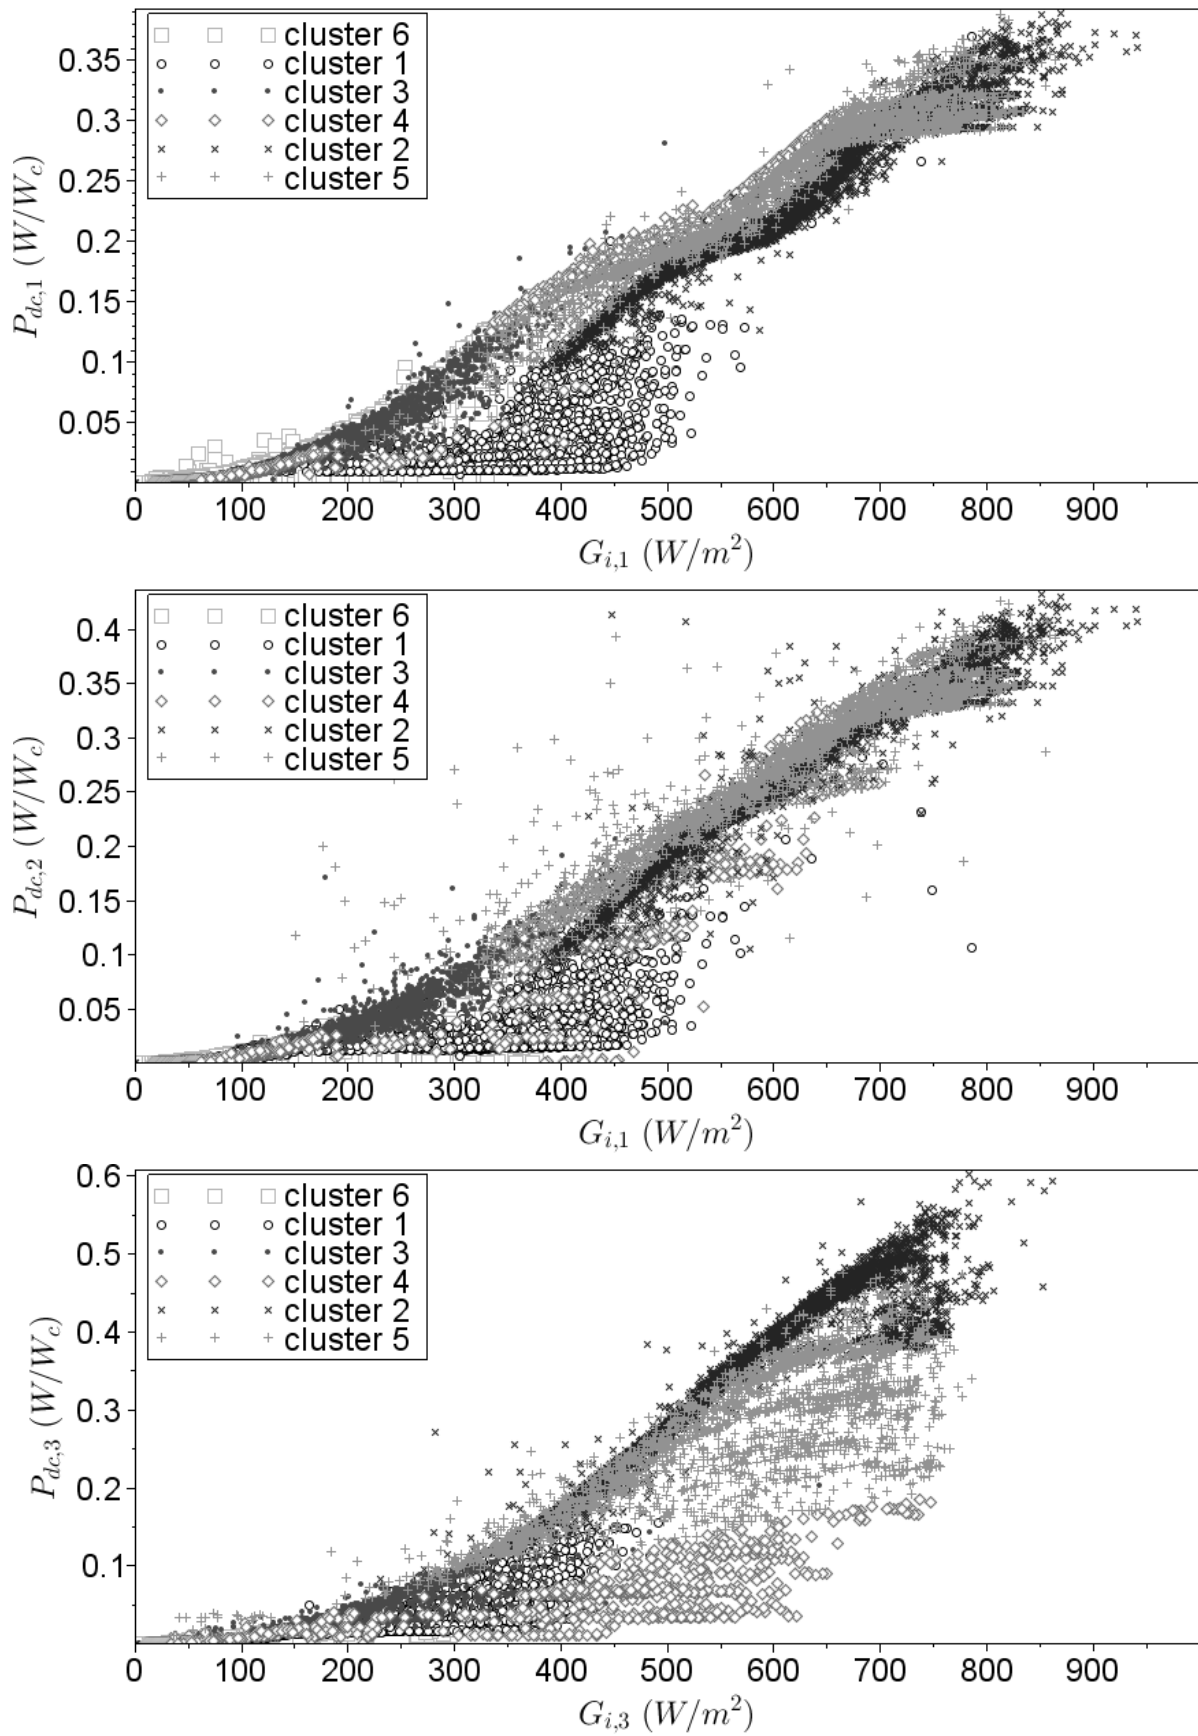 cluster 6
cluster 1
cluster 3
cluster 4
cluster 2
cluster 5
0.35
0.3
0.25
0.2
0.15
0.1
0.05
P_{dc,1} (W/W_c)
0 100 200 300 400 500 600 700 800 900
G_{i,1} (W/m^2)
cluster 6
cluster 1
cluster 3
cluster 4
cluster 2
cluster 5
0.4
0.35
0.3
0.25
0.2
0.15
0.1
0.05
P_{dc,2} (W/W_c)
0 100 200 300 400 500 600 700 800 900
G_{i,1} (W/m^2)
cluster 6
cluster 1
cluster 3
cluster 4
cluster 2
cluster 5
0.6
0.5
0.4
0.3
0.2
0.1
P_{dc,3} (W/W_c)
0 100 200 300 400 500 600 700 800 900
G_{i,3} (W/m^2)